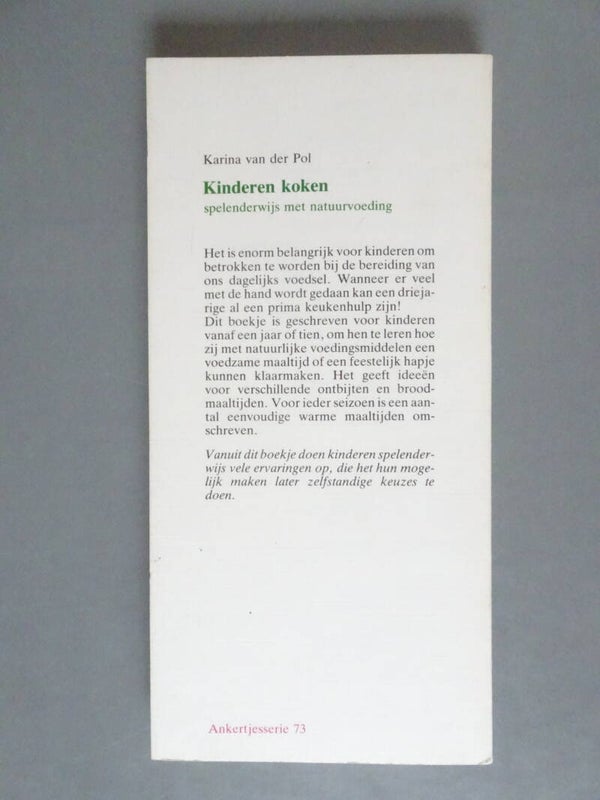 Karina van der Pol
Kinderen koken
spelenderwijs met natuurvoeding
Het is enorm belangrijk voor kinderen om
betrokken te worden bij de bereiding van
ons dagelijks voedsel. Wanneer er veel
met de hand wordt gedaan kan een drieja-
rige al een prima keukenhulp zijn!
Dit boekje is geschreven voor kinderen
vanaf een jaar of tien, om hen te leren hoe
zij met natuurlijke voedingsmiddelen een
voedzame maaltijd of een feestelijk hapje
kunnen klaarmaken. Het geeft ideeën
voor verschillende ontbijten en brood-
maaltijden. Voor ieder seizoen is een aan-
tal eenvoudige warme maaltijden om-
schreven.
Vanuit dit boekje doen kinderen spelender-
wijs vele ervaringen op, die het hun moge-
lijk maken later zelfstandige keuzes te
doen.
Ankertjesserie 73